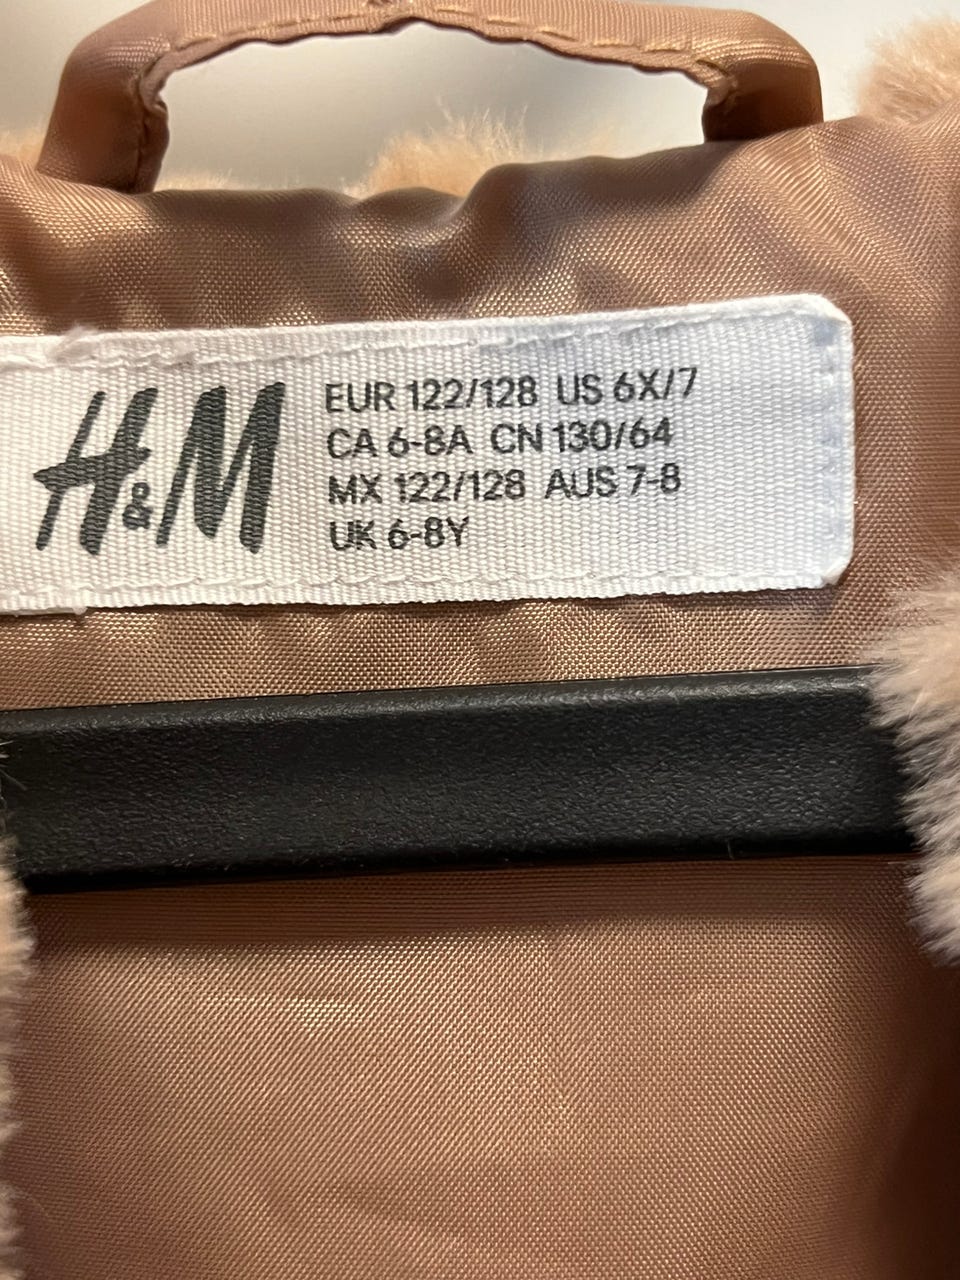 H&M
EUR 122/128 US 6X/7
CA 6-8A CN 130/64
MX 122/128 AUS 7-8
UK 6-8Y